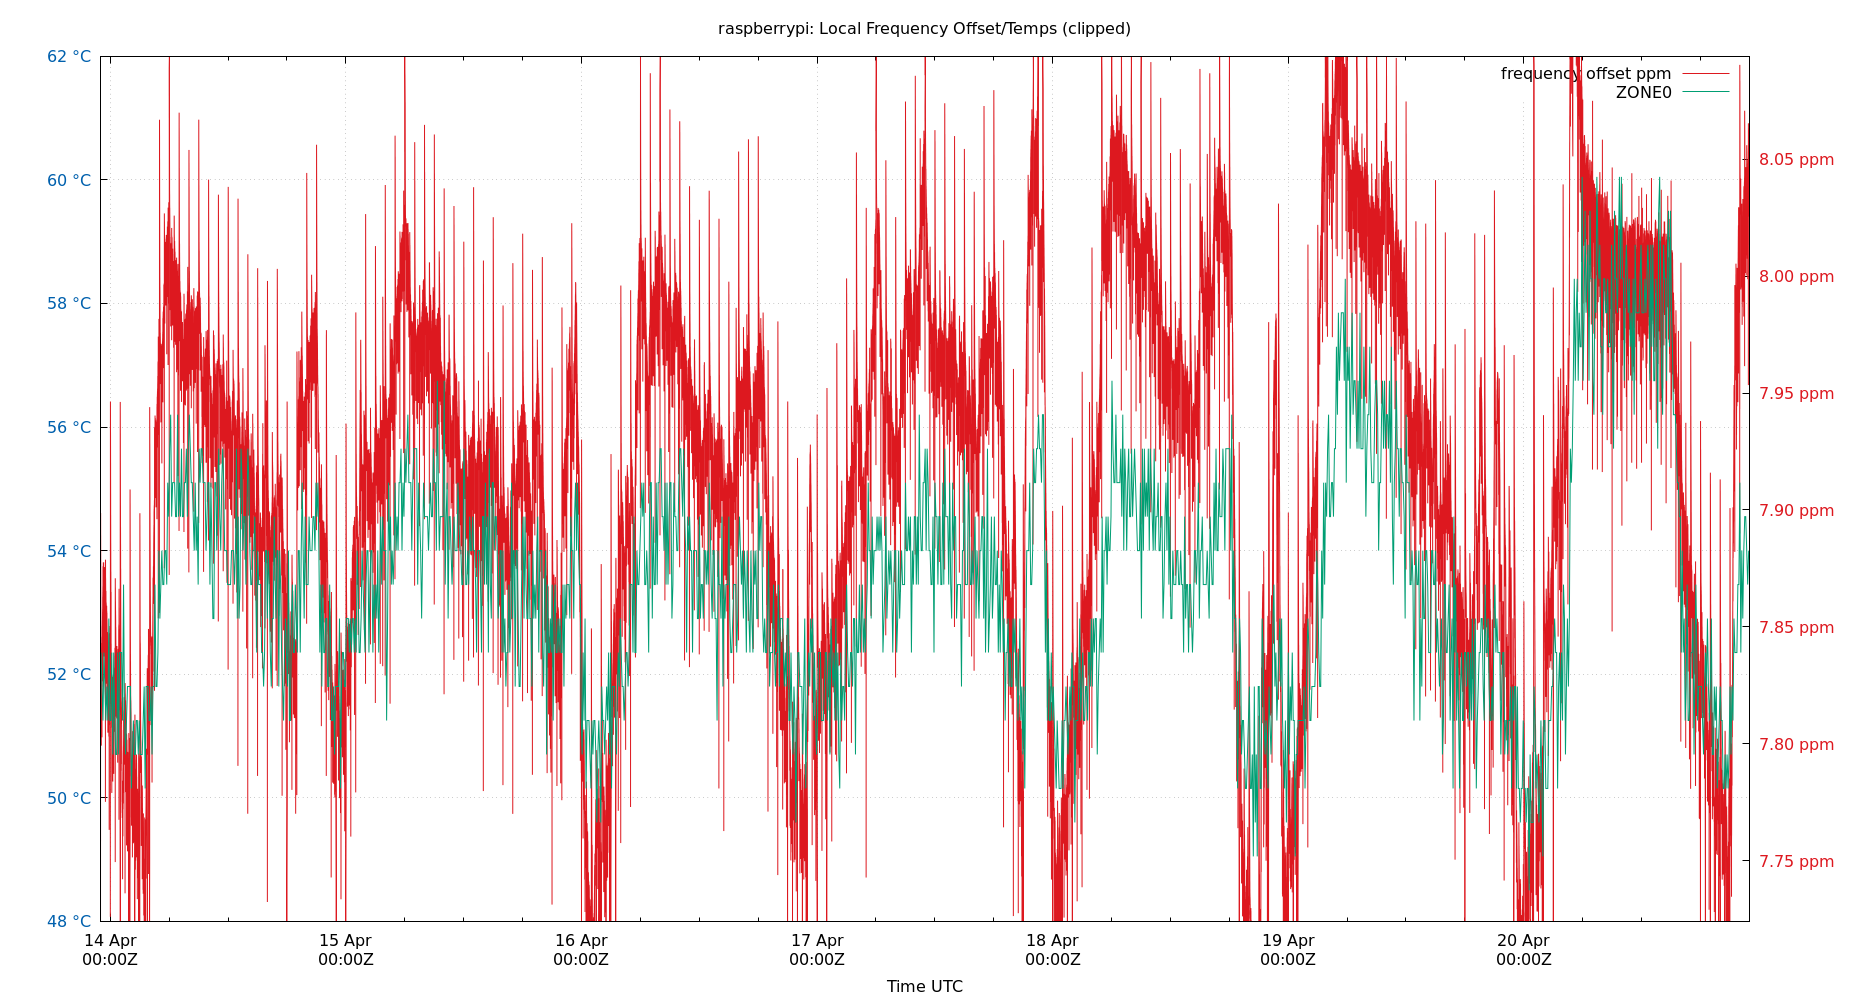 raspberrypi: Local Frequency Offset/Temps (clipped)
frequency offset ppm
ZONE0
62 °C
60 °C
58 °C
56 °C
54 °C
52 °C
50 °C
48 °C
8.05 ppm
8.00 ppm
7.95 ppm
7.90 ppm
7.85 ppm
7.80 ppm
7.75 ppm
14 Apr 15 Apr 16 Apr 17 Apr 18 Apr 19 Apr 20 Apr
00:00Z 00:00Z 00:00Z 00:00Z 00:00Z 00:00Z 00:00Z
Time UTC